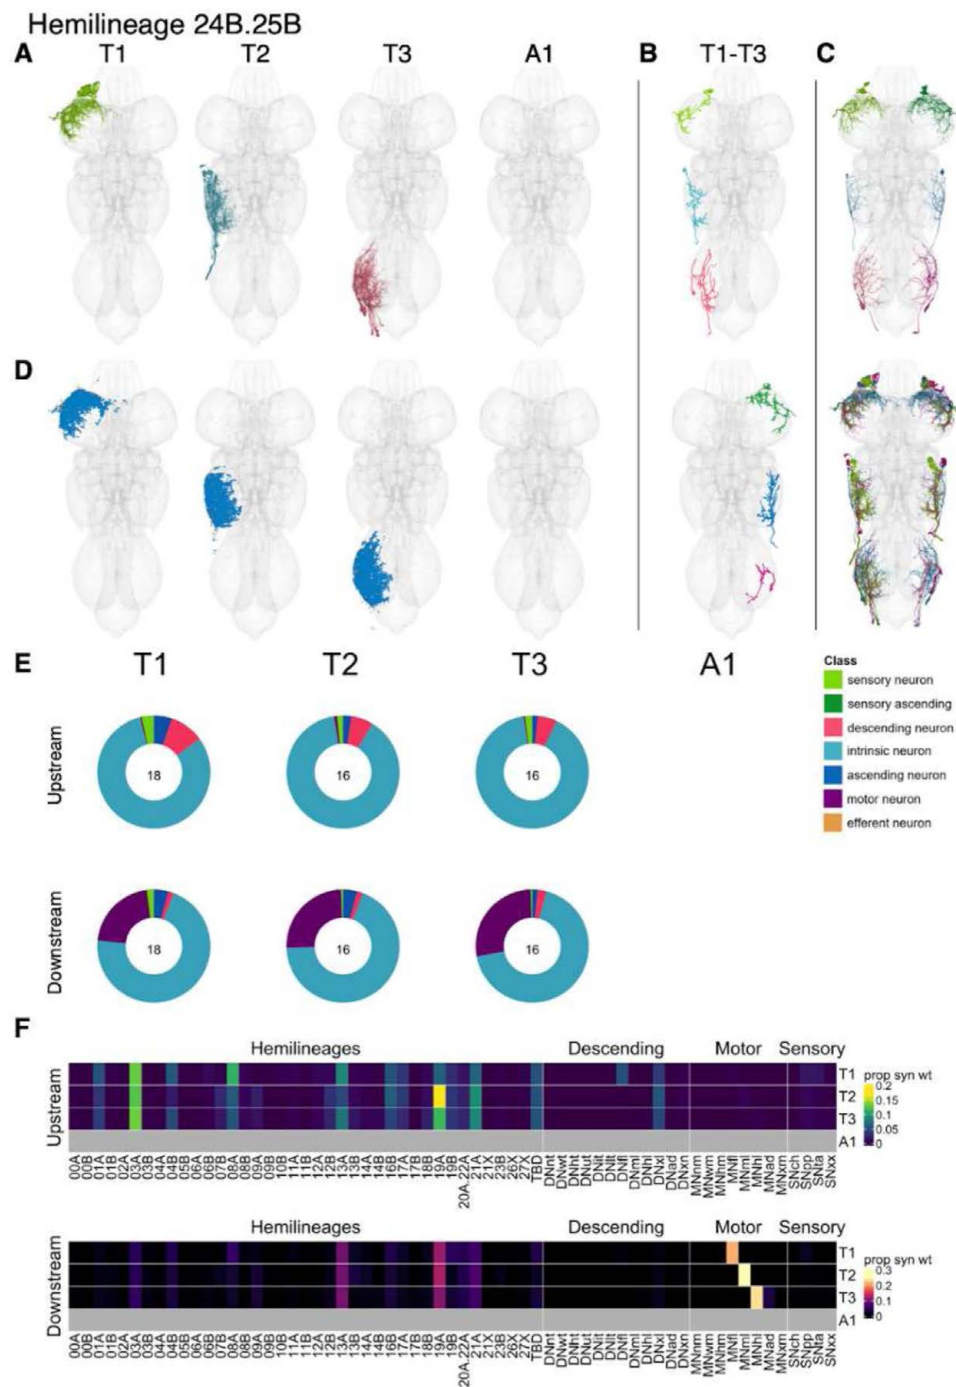 Hemilineage 24B.25B
A T1 T2 T3 A1 B T1-T3 C
D
E T1 T2 T3 A1
Class
sensory neuron
sensory ascending
descending neuron
intrinsic neuron
ascending neuron
motor neuron
efferent neuron
Upstream 18 16 16
Downstream 18 16 16
F
Hemilineages Descending Motor Sensory
Upstream
T1
T2
T3
A1
prop syn wt
0.2
0.15
0.1
0.05
0
00A 00B 01A 01B 02A 03A 03B 04A 04B 05B 06A 06B 07B 08A 08B 09A 09B 10B 11A 11B 12A 12B 13A 13B 14A 14B 16B 17A 17B 18B 19A 19B 20A.22A 21A 21X 23B 26X 27X TBD DNnt DNwt DNht DNut DNit DNlt DNfl DNml DNhl DNxl DNad DNxn MNnm MNwm MNhm MNfl MNml MNhl MNad MNxm SNch SNpp SNta SNxx
Hemilineages Descending Motor Sensory
Downstream
T1
T2
T3
A1
prop syn wt
0.3
0.2
0.1
0
00A 00B 01A 01B 02A 03A 03B 04A 04B 05B 06A 06B 07B 08A 08B 09A 09B 10B 11A 11B 12A 12B 13A 13B 14A 14B 16B 17A 17B 18B 19A 19B 20A.22A 21A 21X 23B 26X 27X TBD DNnt DNwt DNht DNut DNit DNlt DNfl DNml DNhl DNxl DNad DNxn MNnm MNwm MNhm MNfl MNml MNhl MNad MNxm SNch SNpp SNta SNxx